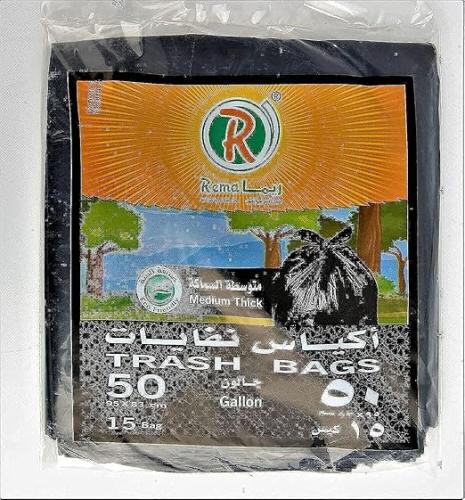 R ®
Rema ريما
متوسطة السماكة
Medium Thick
أكياس نفايات
TRASH BAGS
50 جالون ٥٠
Gallon
15 Bag ١٥ كيس